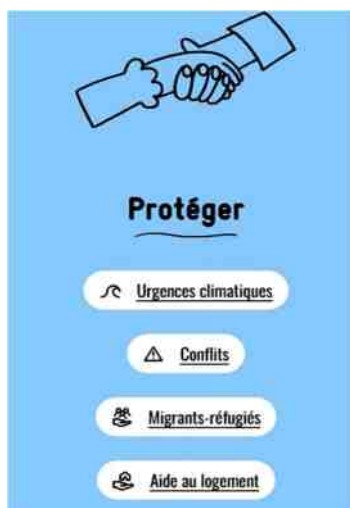 Protéger
Urgences climatiques
Conflits
Migrants-réfugiés
Aide au logement